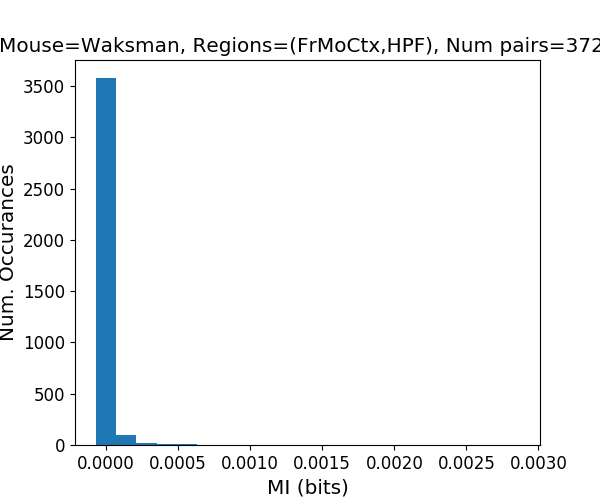 Mouse=Waksman, Regions=(FrMoCtx,HPF), Num pairs=372
3500
3000
2500
2000
1500
1000
500
0
Num. Occurances
0.0000 0.0005 0.0010 0.0015 0.0020 0.0025 0.0030
MI (bits)